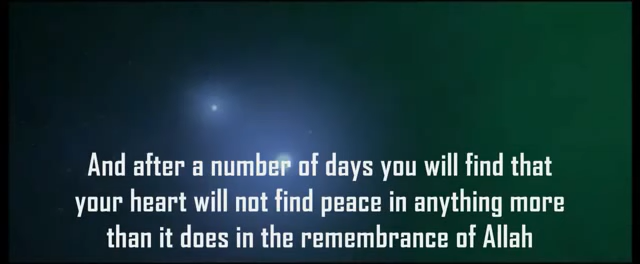 And after a number of days you will find that
your heart will not find peace in anything more
than it does in the remembrance of Allah